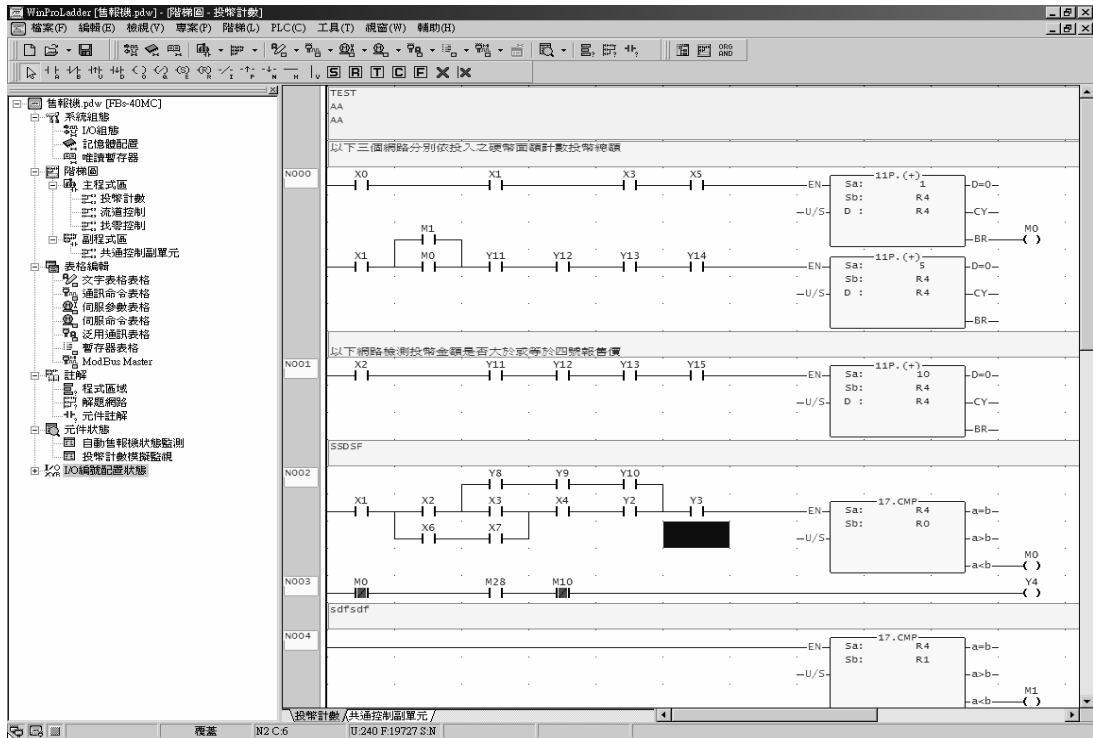 WinProLadder [售報機.pdw] - [階梯圖 - 投幣計數]
檔案(F) 編輯(E) 檢視(V) 專案(P) 階梯(L) PLC(C) 工具(T) 視窗(W) 輔助(H)
售報機.pdw [FBs-40MC]
系統組態
I/O組態
記憶體配置
唯讀暫存器
階梯圖
主程式區
投幣計數
流道控制
找零控制
副程式區
共通控制副單元
表格編輯
文字表格表格
通訊命令表格
伺服參數表格
伺服命令表格
泛用通訊表格
暫存器表格
ModBus Master
註解
程式區域
解題網路
元件註解
元件狀態
自動售報機狀態監測
投幣計數模擬監視
I/O編號配置狀態
TEST
AA
AA
以下三個網路分別依投入之硬幣面額計數投幣總額
N000 X0 X1 X3 X5
11P.(+)
EN Sa: 1 D=0
Sb: R4
U/S D : R4 CY
BR M0
M1
X1 M0 Y11 Y12 Y13 Y14
11P.(+)
EN Sa: 5 D=0
Sb: R4
U/S D : R4 CY
BR
以下網路檢測投幣金額是否大於或等於四號報售價
N001 X2 Y11 Y12 Y13 Y15
11P.(+)
EN Sa: 10 D=0
Sb: R4
U/S D : R4 CY
BR
SSDSF
N002 Y8 Y9 Y10
X1 X2 X3 X4 Y2 Y3
17.CMP
EN Sa: R4 a=b
Sb: R0
X6 X7
U/S a>b
a<b M0
N003 M0 M28 M10 Y4
sdfsdf
N004
17.CMP
EN Sa: R4 a=b
Sb: R1
U/S a>b
a<b M1
投幣計數 共通控制副單元
覆蓋 N2 C:6 U:240 F:19727 S:N